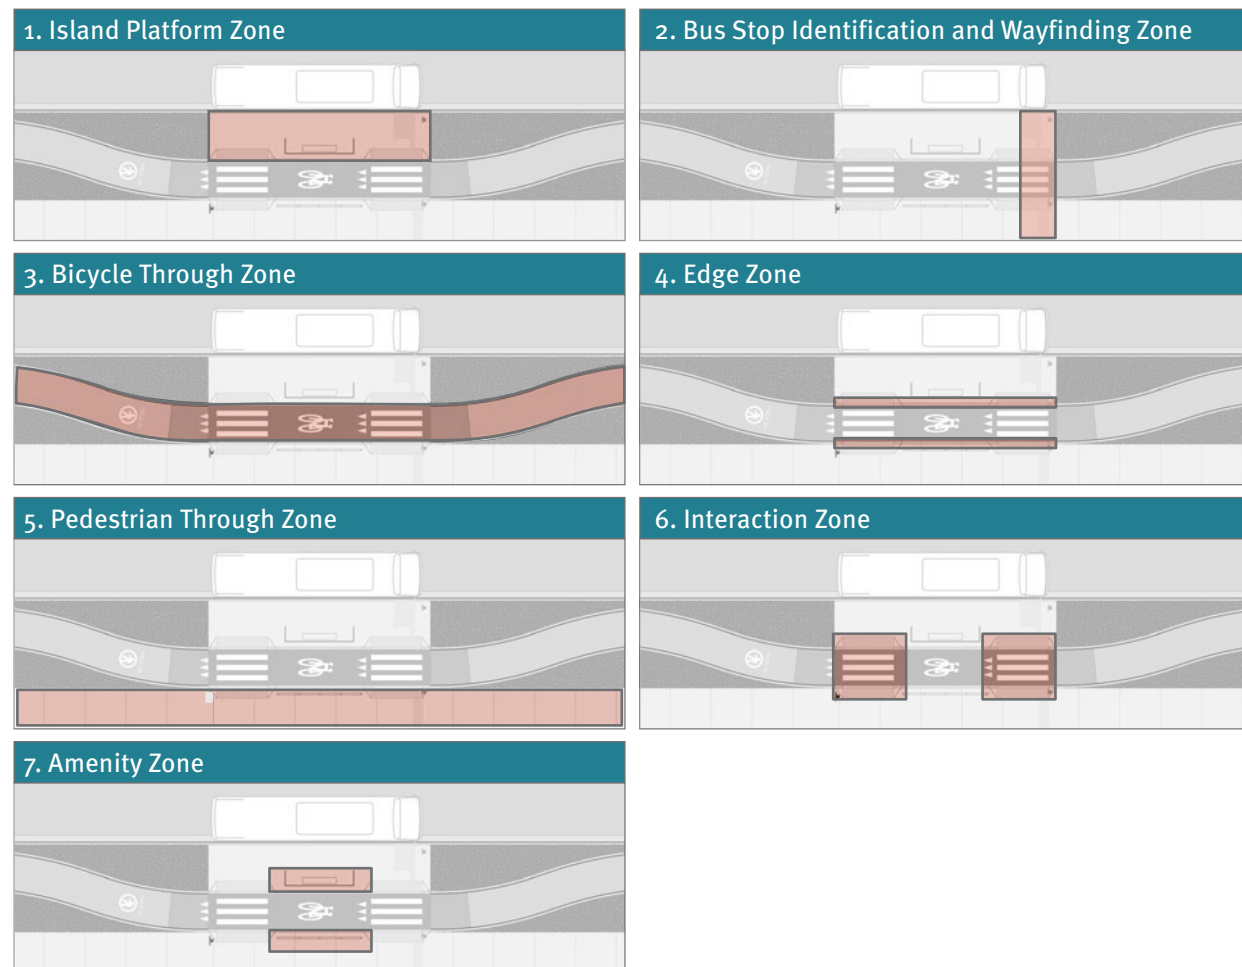 1. Island Platform Zone
2. Bus Stop Identification and Wayfinding Zone
3. Bicycle Through Zone
4. Edge Zone
5. Pedestrian Through Zone
6. Interaction Zone
7. Amenity Zone